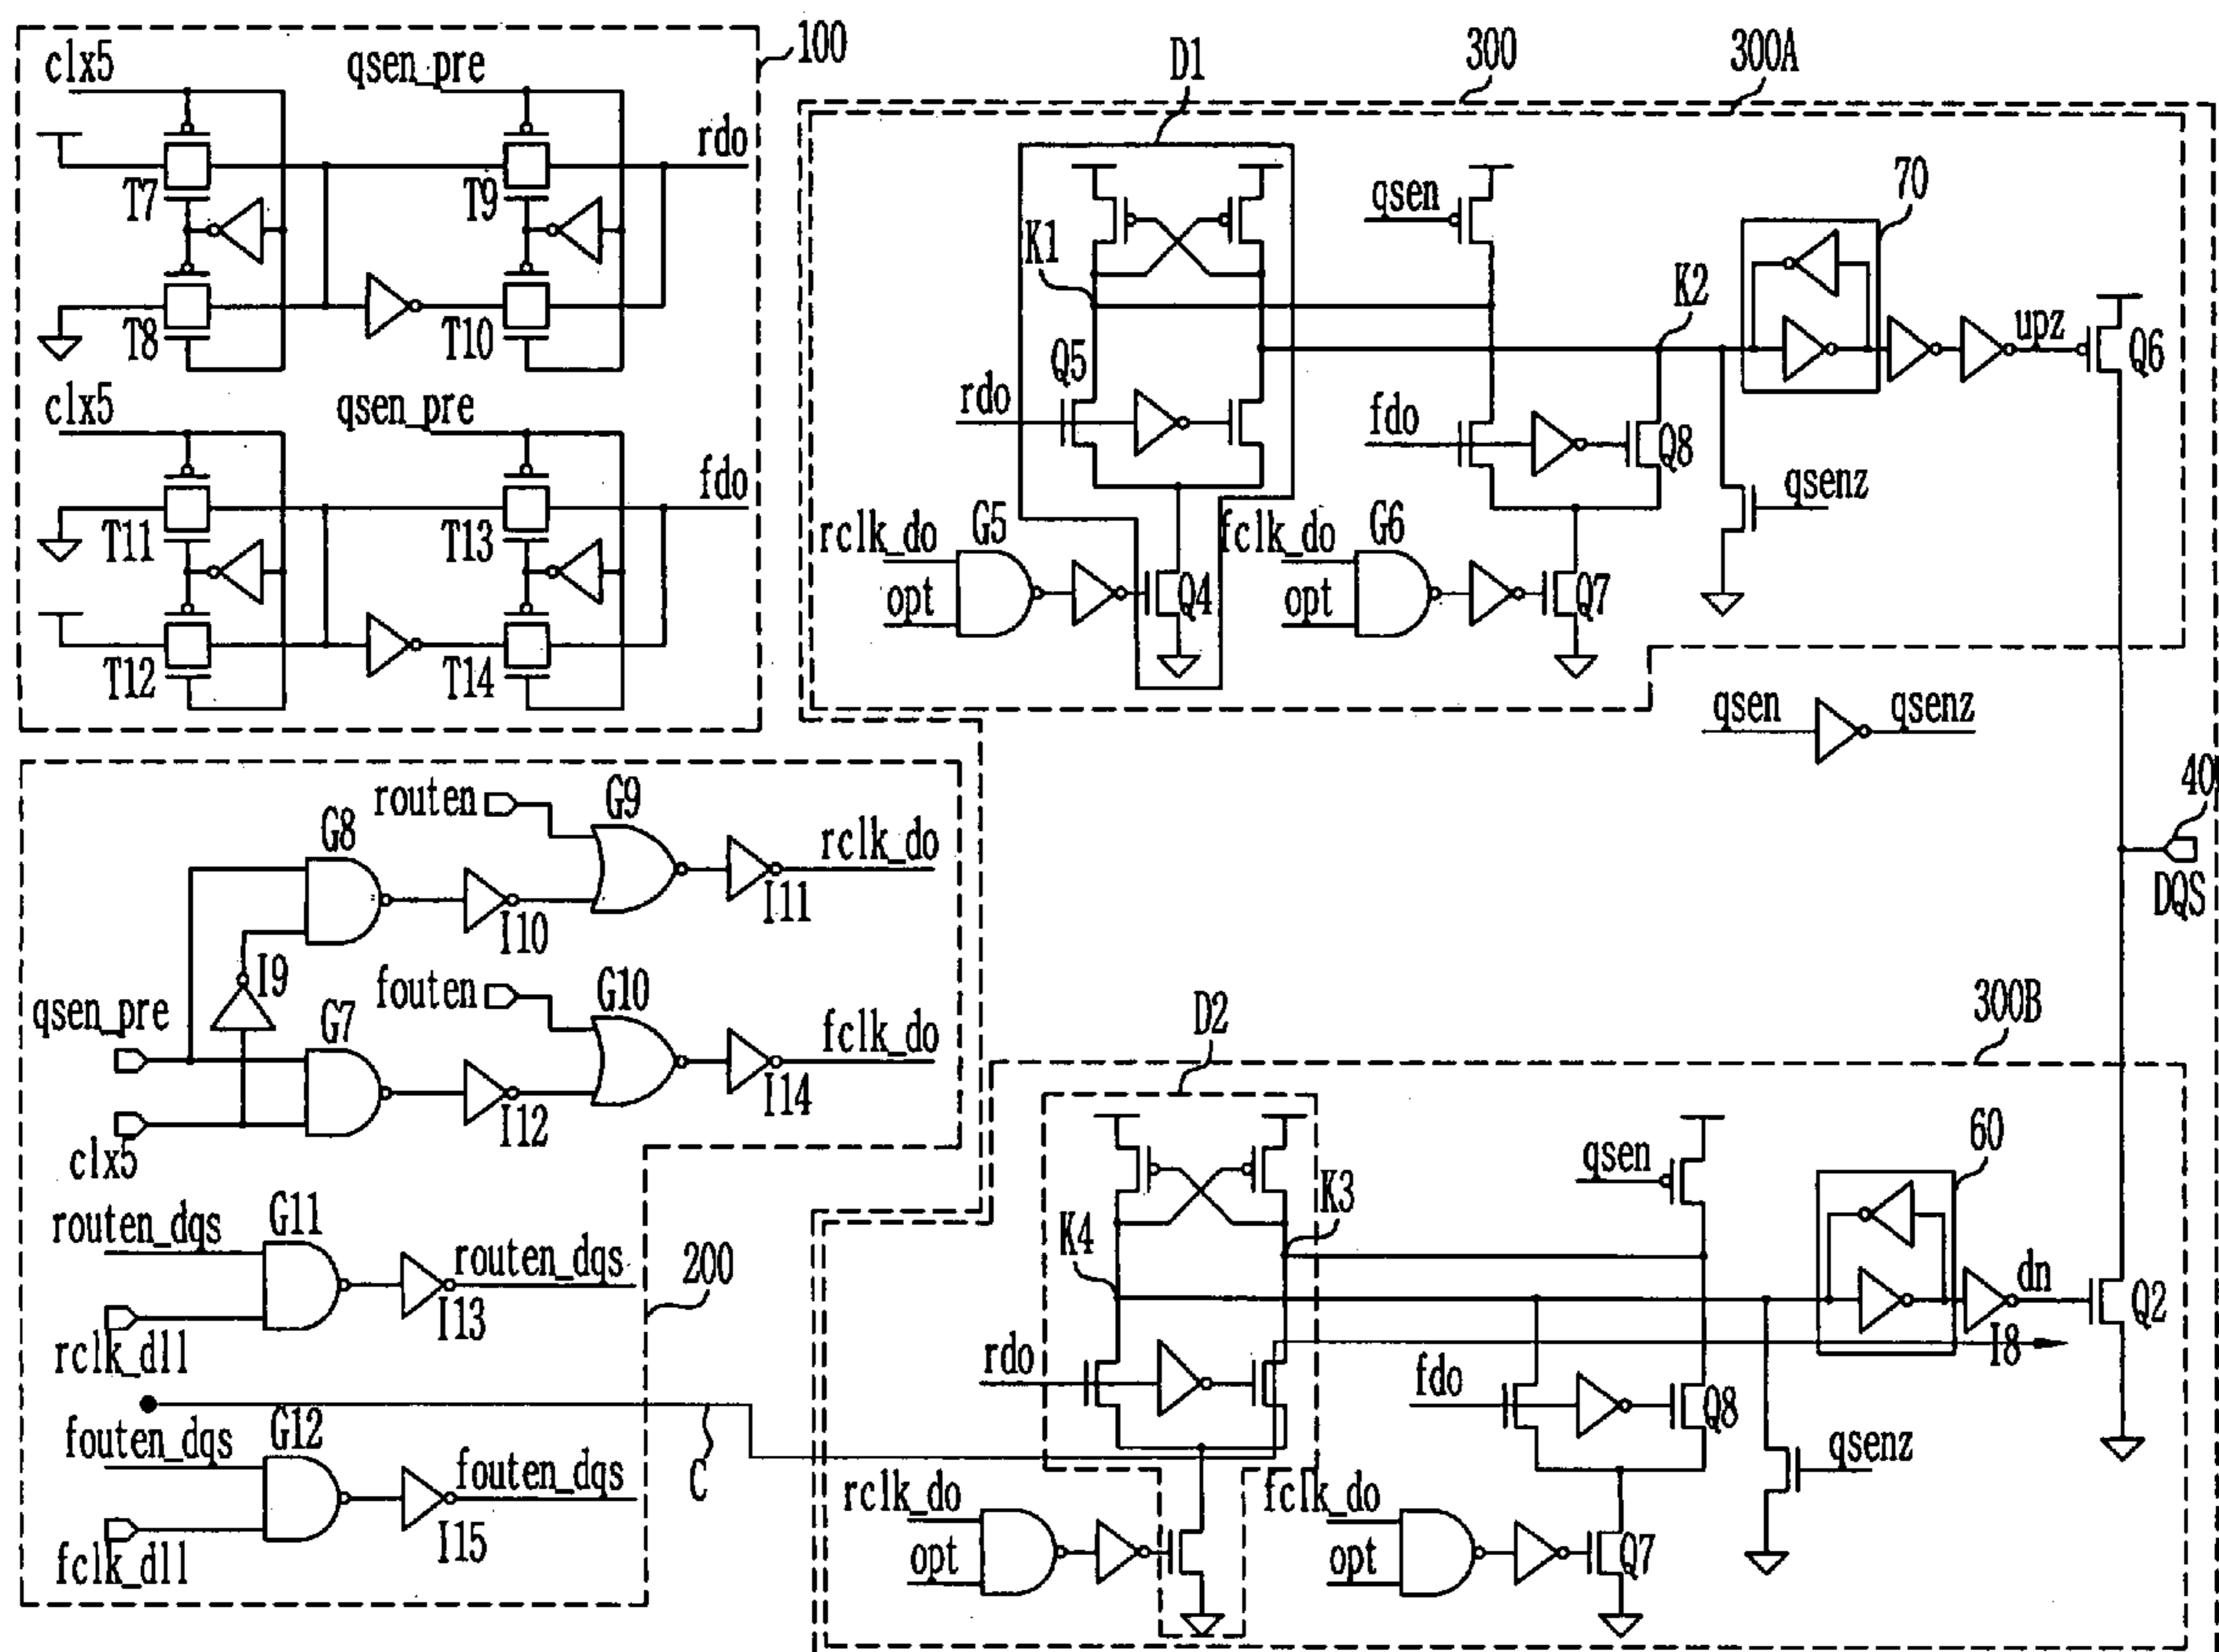 clx5
qsen_pre
100
rdo
T7
T9
T8
T10
clx5
qsen_pre
fdo
T11
T13
T12
T14
D1
300
300A
qsen
70
K1
K2
upz
Q6
Q5
rdo
fdo
Q8
qsenz
rclk_do
G5
fclk_do
G6
opt
Q4
opt
Q7
qsen
qsenz
40
DQS
routen
G9
G8
rclk_do
I10
I11
I9
fouten
G10
qsen_pre
G7
fclk_do
I12
I14
clx5
routen_dqs
G11
routen_dqs
200
I13
rclk_dll
fouten_dqs
G12
fouten_dqs
C
I15
fclk_dll
D2
300B
qsen
60
K4
K3
dn
Q2
I8
rdo
fdo
Q8
qsenz
rclk_do
fclk_do
opt
opt
Q7